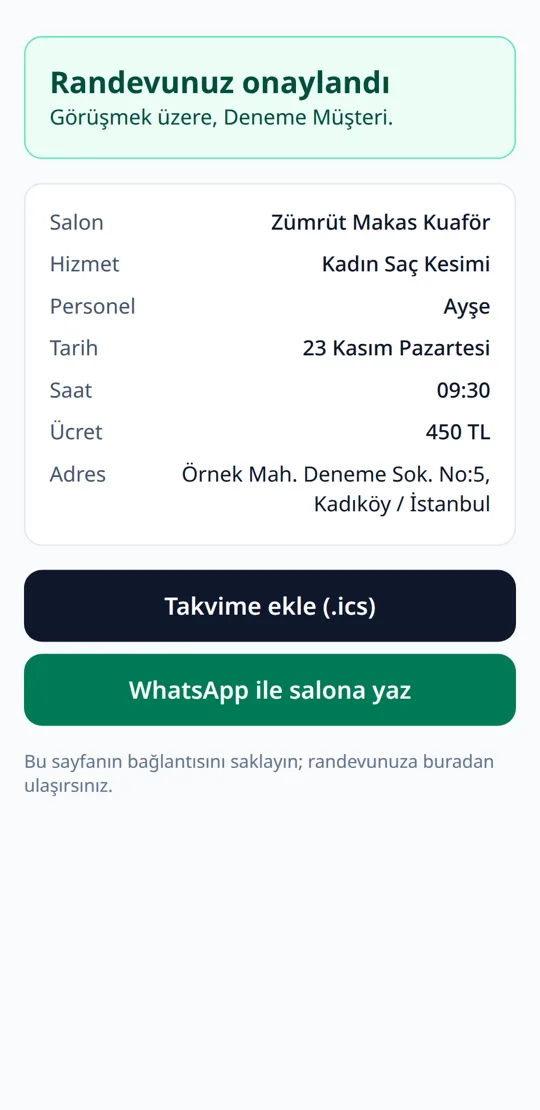 Randevunuz onaylandı
Görüşmek üzere, Deneme Müşteri.
Salon Zümrüt Makas Kuaför
Hizmet Kadın Saç Kesimi
Personel Ayşe
Tarih 23 Kasım Pazartesi
Saat 09:30
Ücret 450 TL
Adres Örnek Mah. Deneme Sok. No:5,
Kadıköy / İstanbul
Takvime ekle (.ics)
WhatsApp ile salona yaz
Bu sayfanın bağlantısını saklayın; randevunuza buradan
ulaşırsınız.